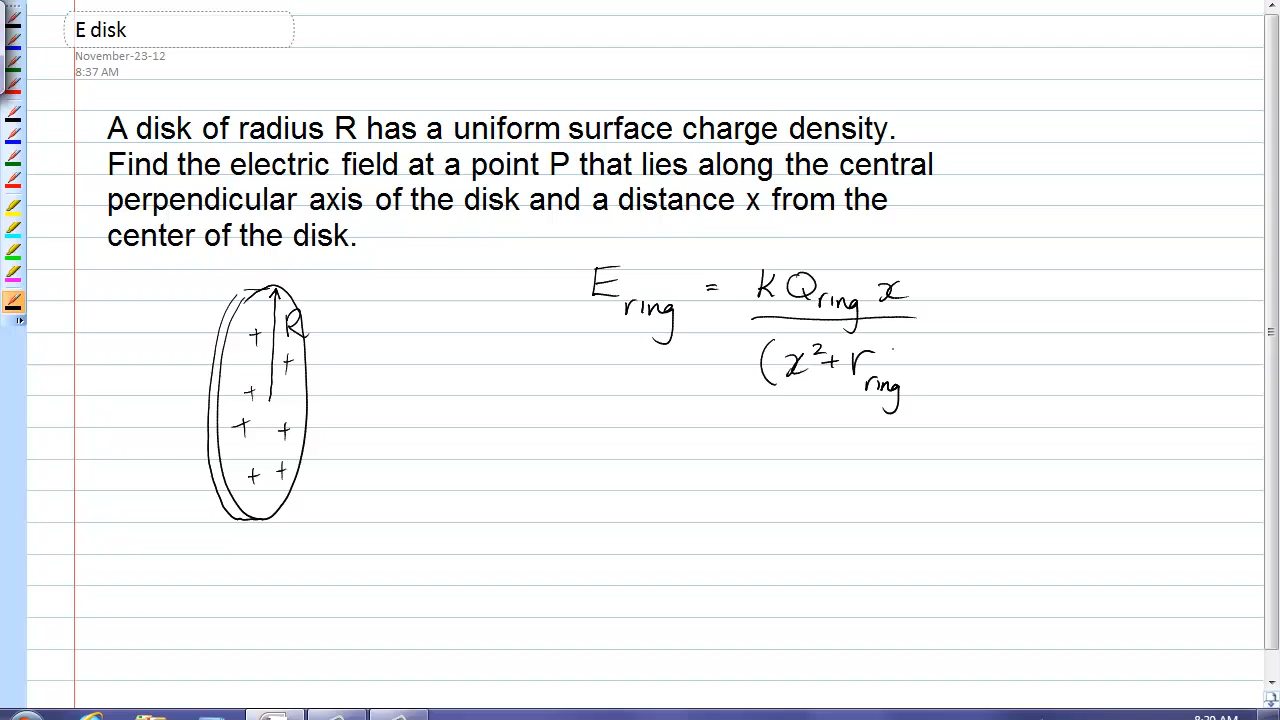 E disk
November-23-12
8:37 AM
A disk of radius R has a uniform surface charge density.
Find the electric field at a point P that lies along the central
perpendicular axis of the disk and a distance x from the
center of the disk.
E ring = K Q ring x
(x² + r ring
R
+
+
+
+
+
+
+